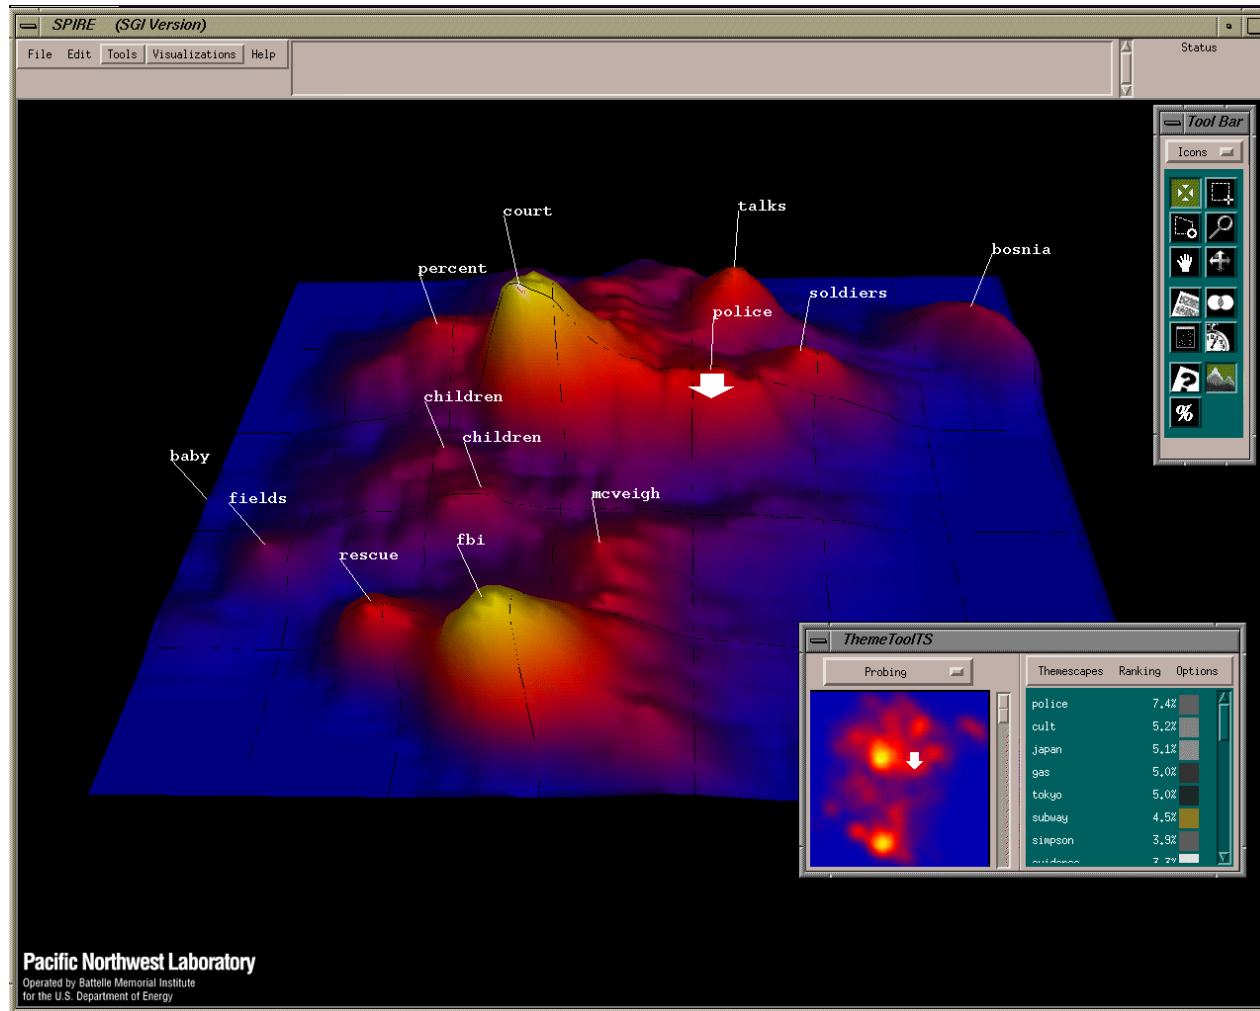 SPIRE (SGI Version)
File Edit Tools Visualizations Help
Status
Tool Bar
Icons
court
talks
percent
bosnia
soldiers
police
children
children
baby
fields
mcveigh
fbi
rescue
%
ThemeToolTS
Probing
Themescapes Ranking Options
police 7.4%
cult 5.2%
japan 5.1%
gas 5.0%
tokyo 5.0%
subway 4.5%
simpson 3.9%
evidence 3.3%
Pacific Northwest Laboratory
Operated by Battelle Memorial Institute
for the U.S. Department of Energy